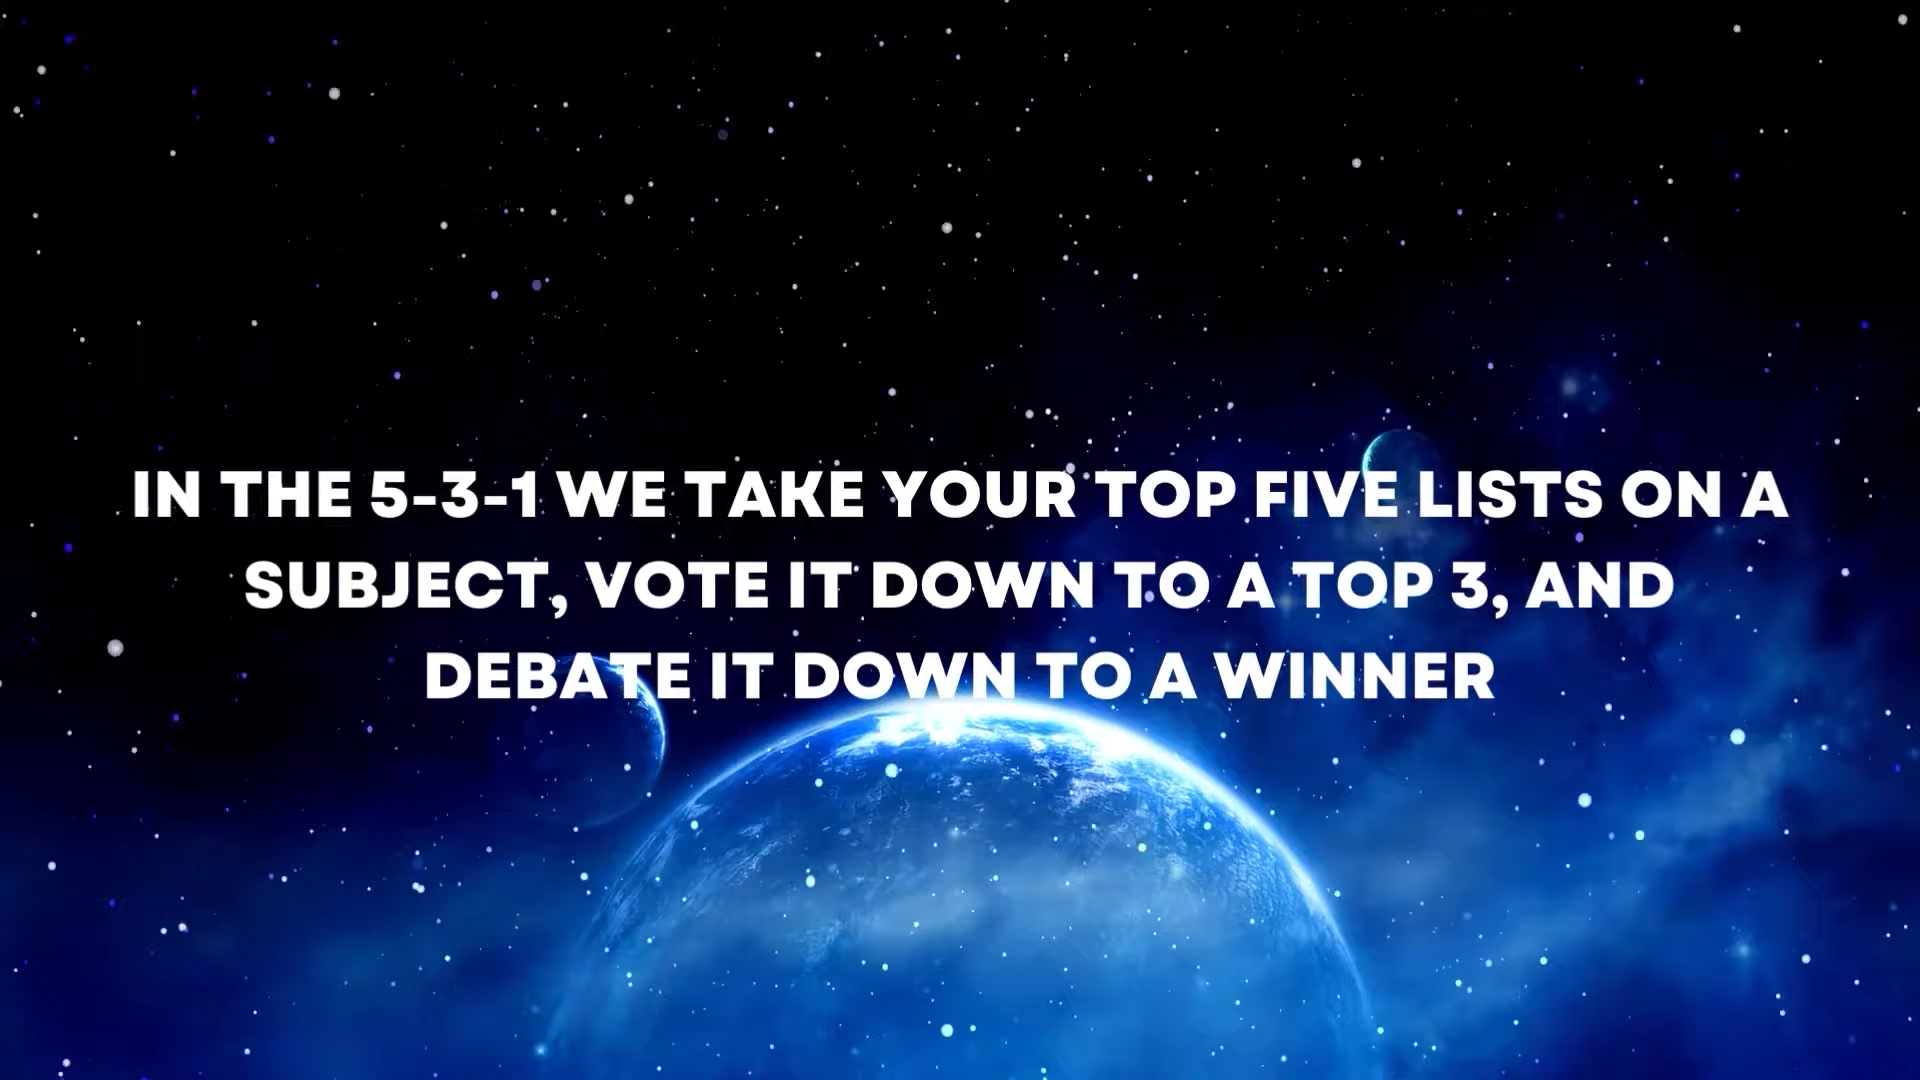 IN THE 5-3-1 WE TAKE YOUR TOP FIVE LISTS ON A
SUBJECT, VOTE IT DOWN TO A TOP 3, AND
DEBATE IT DOWN TO A WINNER